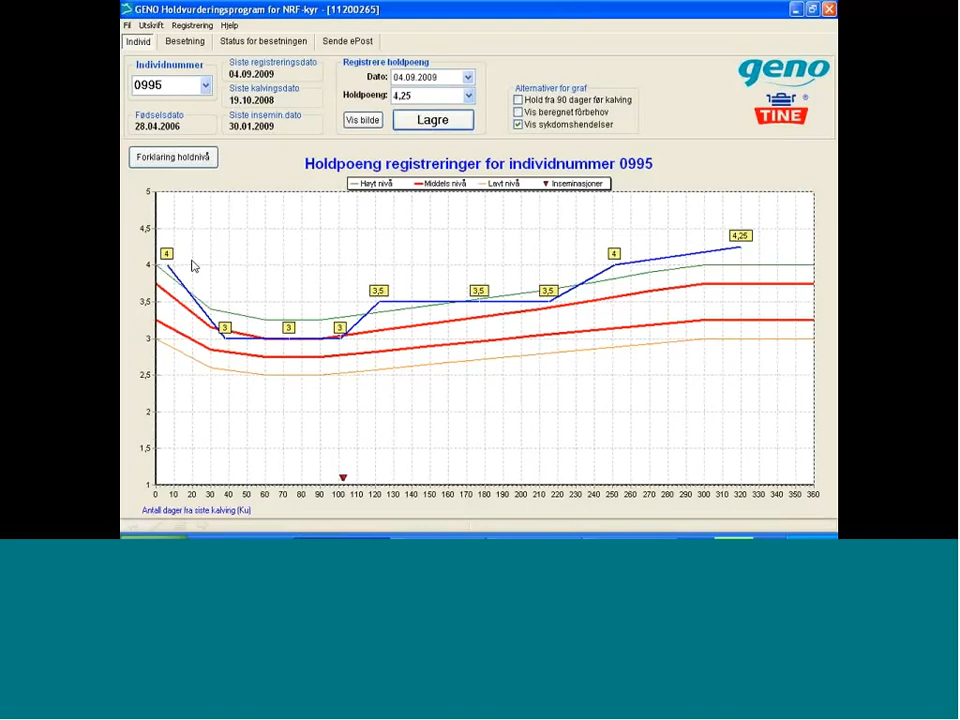 GENO Holdvurderingsprogram for NRF-kyr - [11200265]
Fil Utskrift Registrering Hjelp
Individ Besetning Status for besetningen Sende ePost
Individnummer
0995
Fødselsdato
28.04.2006
Siste registreringsdato
04.09.2009
Siste kalvingsdato
19.10.2008
Siste insemin.dato
30.01.2009
Registrere holdpoeng
Dato: 04.09.2009
Holdpoeng: 4,25
Vis bilde Lagre
Alternativer for graf
Hold fra 90 dager før kalving
Vis beregnet fôrbehov
Vis sykdomshendelser
geno
TINE ®
Forklaring holdnivå
Holdpoeng registreringer for individnummer 0995
Høyt nivå Middels nivå Lavt nivå Inseminasjoner
5
4,5
4
3,5
3
2,5
2
1,5
1
4 3 3 3 3,5 3,5 3,5 4 4,25
0 10 20 30 40 50 60 70 80 90 100 110 120 130 140 150 160 170 180 190 200 210 220 230 240 250 260 270 280 290 300 310 320 330 340 350 360
Antall dager fra siste kalving (Ku)